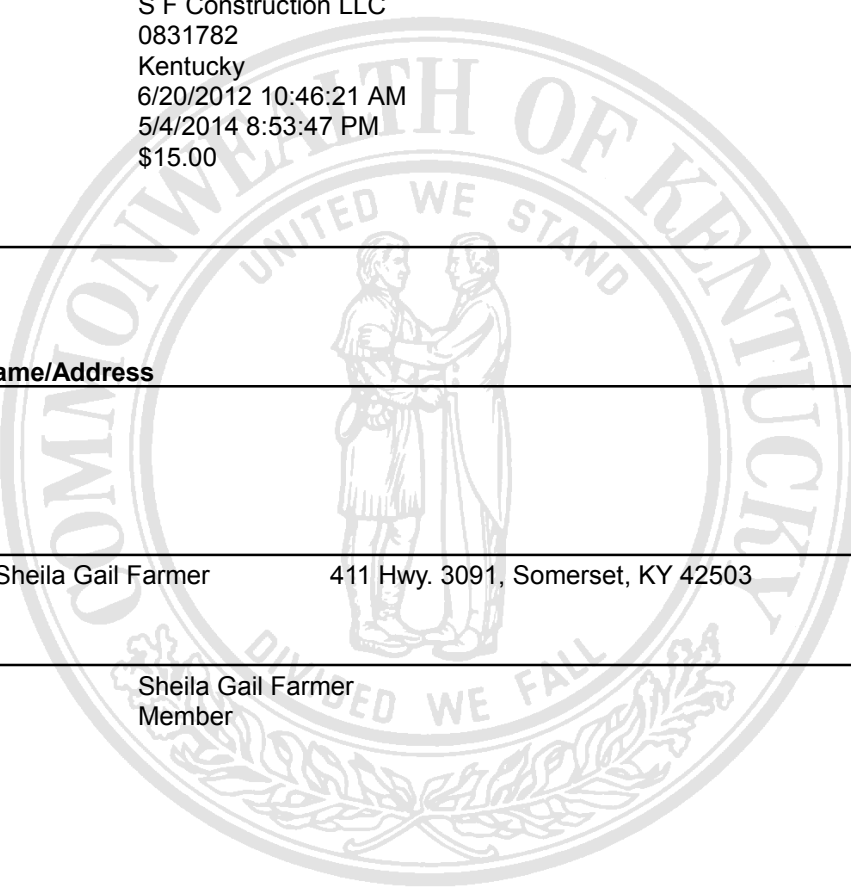 S F Construction LLC
0831782
Kentucky
6/20/2012 10:46:21 AM
5/4/2014 8:53:47 PM
$15.00
ame/Address
Sheila Gail Farmer 411 Hwy. 3091, Somerset, KY 42503
Sheila Gail Farmer
Member
COMMONWEALTH OF KENTUCKY
UNITED WE STAND
DIVIDED WE FALL